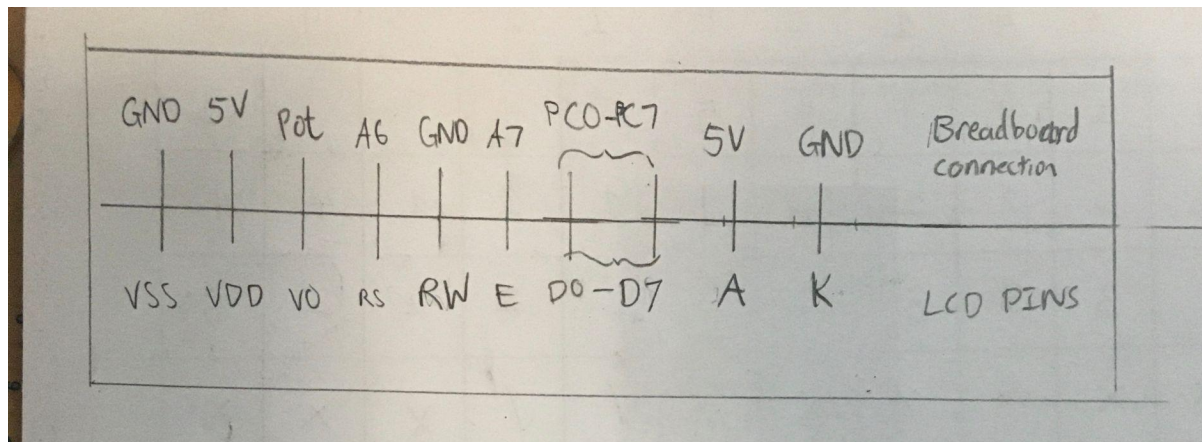 GND 5V Pot A6 GND A7 PC0-PC7 5V GND Breadboard
connection
VSS VDD VO RS RW E D0-D7 A K LCD PINS